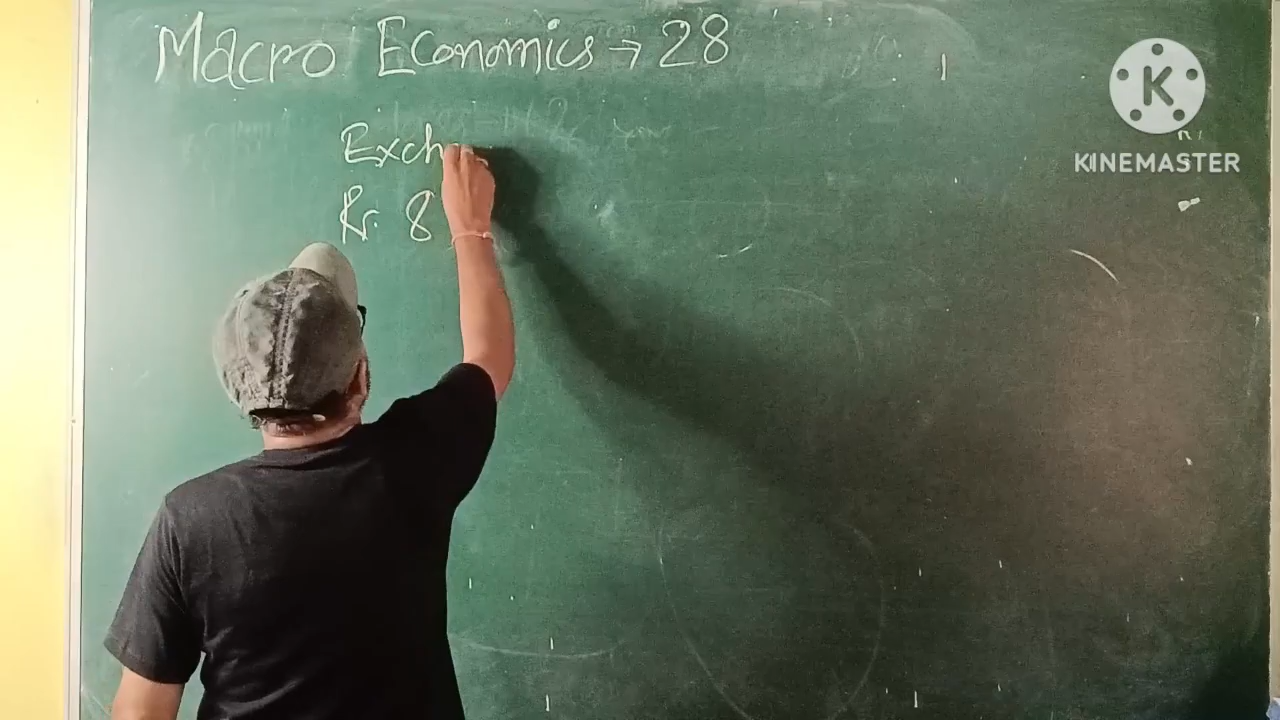 Macro Economics → 28
Exch
Rs. 8
K
KINEMASTER